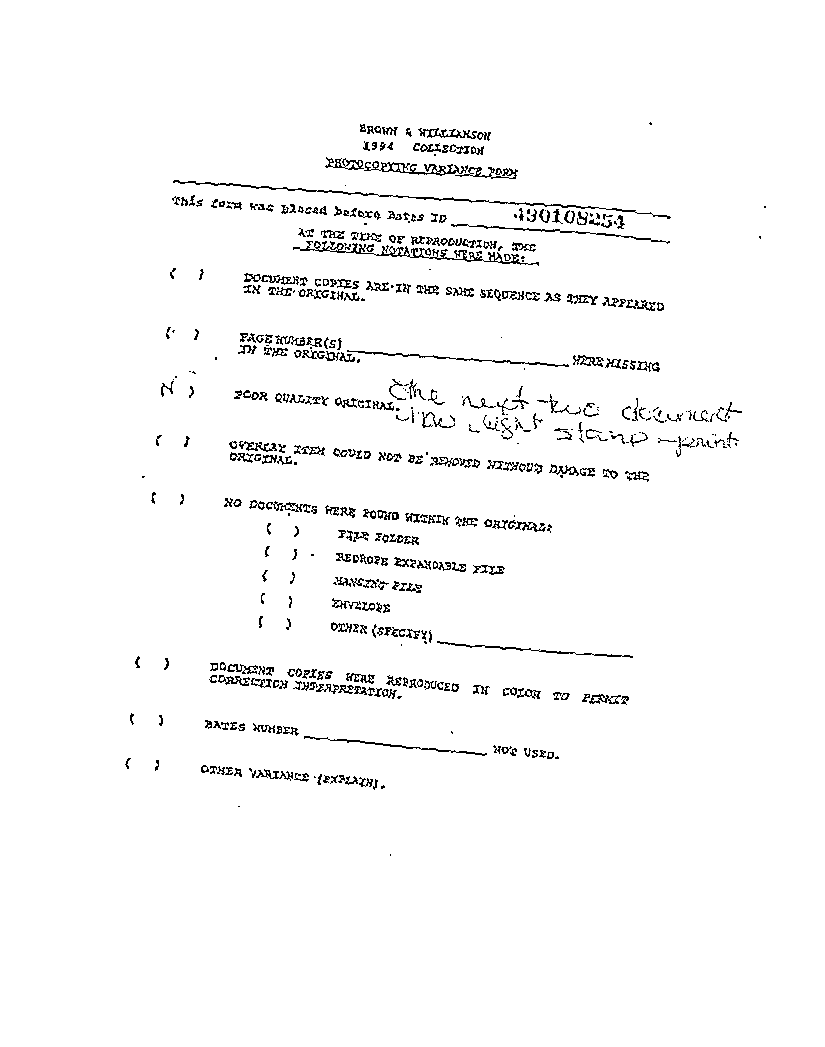 BROWN & WILLIAMSON
1994 COLLECTION
PHOTOCOPYING VARIANCE FORM
This form was placed before Bates ID 490108254
AT THE TIME OF REPRODUCTION, THE
FOLLOWING NOTATIONS WERE MADE:
( ) DOCUMENT COPIES ARE IN THE SAME SEQUENCE AS THEY APPEARED
IN THE ORIGINAL.
( ) PAGE NUMBER(S) ____ WERE MISSING
IN THE ORIGINAL.
( ) POOR QUALITY ORIGINAL. The next two document
light stamp print
( ) OVERLAY ITEM COULD NOT BE REMOVED WITHOUT DAMAGE TO THE
ORIGINAL.
( ) NO DOCUMENTS WERE FOUND WITHIN THE ORIGINAL:
( ) FILE FOLDER
( ) REDROPE EXPANDABLE FILE
( ) HANGING FILE
( ) ENVELOPE
( ) OTHER (SPECIFY) ____
( ) DOCUMENT COPIES WERE REPRODUCED IN COLOR TO PERMIT
CORRECTION INTERPRETATION.
( ) BATES NUMBER ____ NOT USED.
( ) OTHER VARIANCE (EXPLAIN).